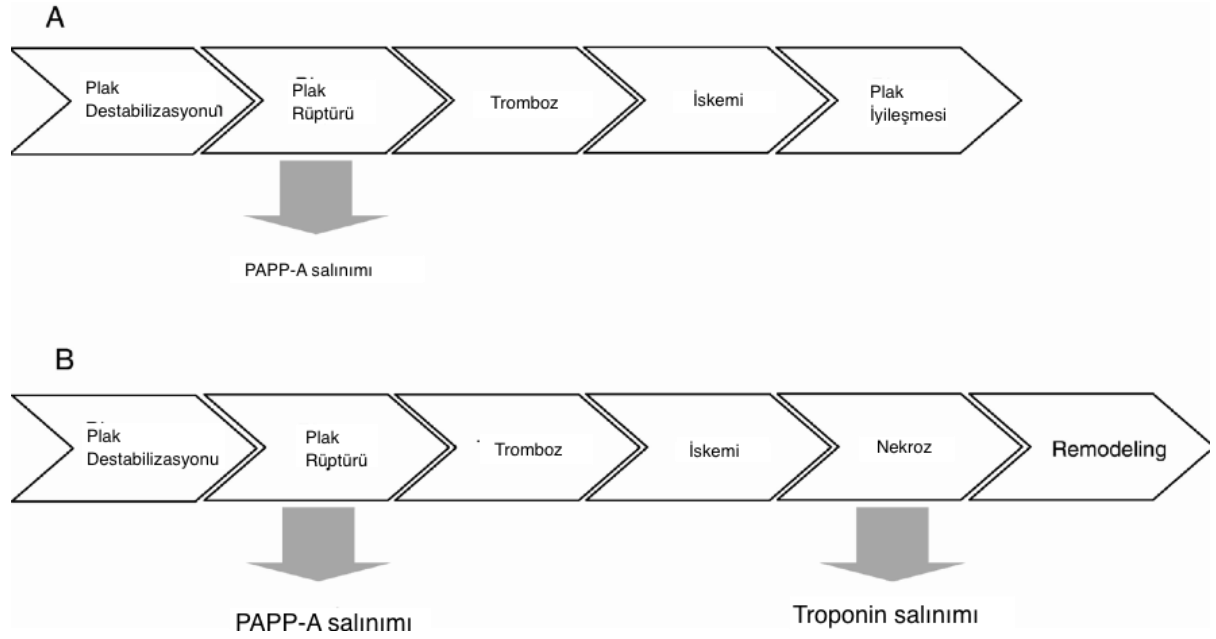 A
Plak
Destabilizasyonu
Plak
Rüptürü
Tromboz
İskemi
Plak
İyileşmesi
PAPP-A salınımı
B
Plak
Destabilizasyonu
Plak
Rüptürü
Tromboz
İskemi
Nekroz
Remodeling
PAPP-A salınımı
Troponin salınımı